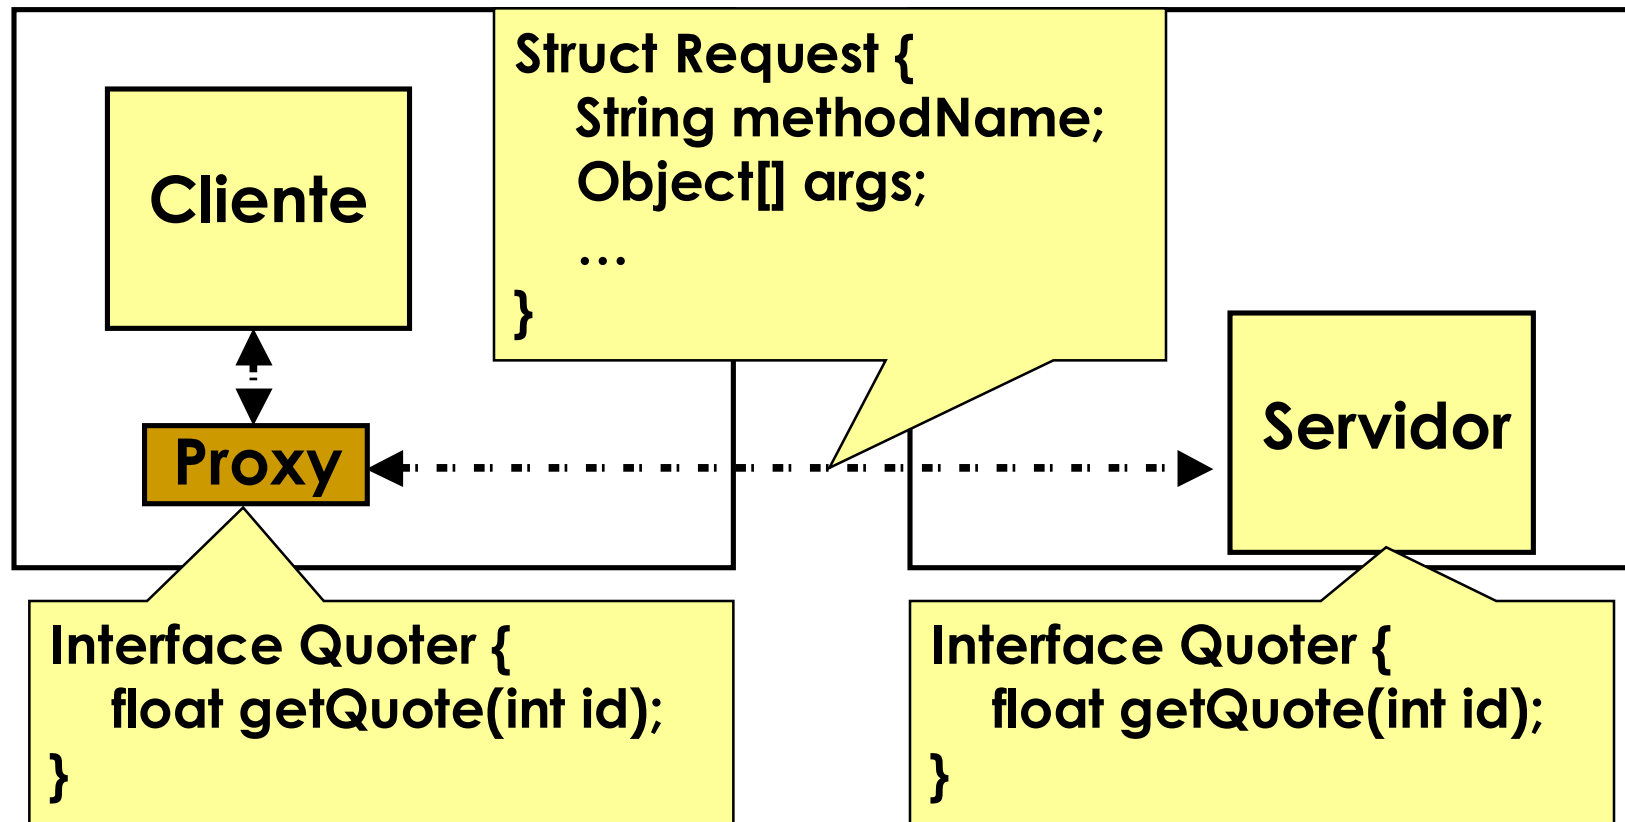 Struct Request {
String methodName;
Object[] args;
…
}
Cliente
Proxy
Servidor
Interface Quoter {
float getQuote(int id);
}
Interface Quoter {
float getQuote(int id);
}